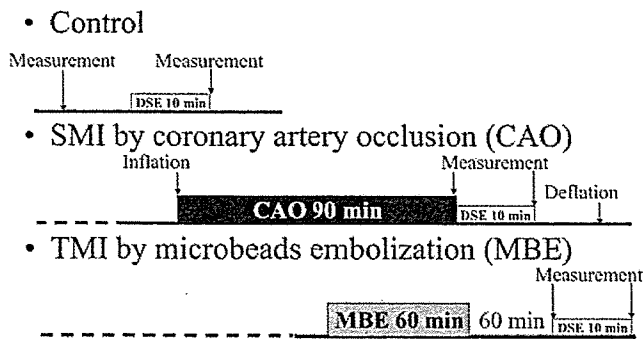 • Control
Measurement Measurement
DSE 10 min
• SMI by coronary artery occlusion (CAO)
Inflation Measurement
Deflation
CAO 90 min DSE 10 min
• TMI by microbeads embolization (MBE)
Measurement
MBE 60 min 60 min DSE 10 min